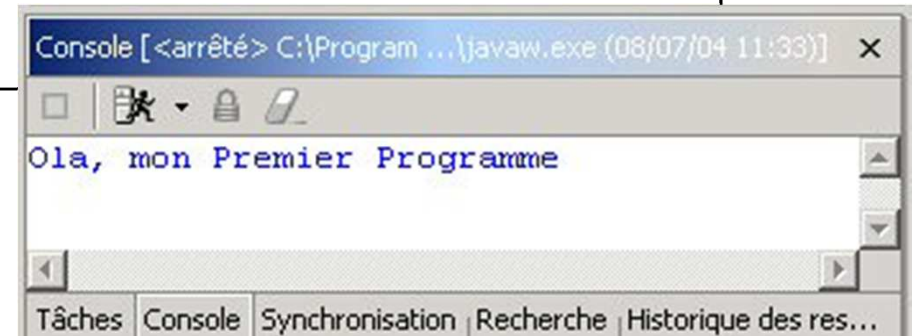 Console [<arrêté> C:\Program ...\javaw.exe (08/07/04 11:33)]
Ola, mon Premier Programme
Tâches Console Synchronisation Recherche Historique des res...